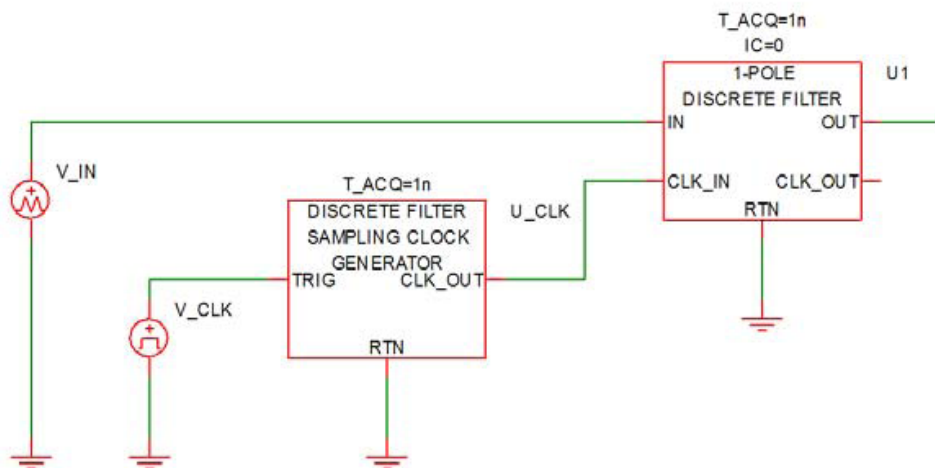 T_ACQ=1n
IC=0
1-POLE
U1
DISCRETE FILTER
IN
OUT
V_IN
CLK_IN
CLK_OUT
T_ACQ=1n
RTN
DISCRETE FILTER
U_CLK
SAMPLING CLOCK
GENERATOR
TRIG
CLK_OUT
V_CLK
RTN